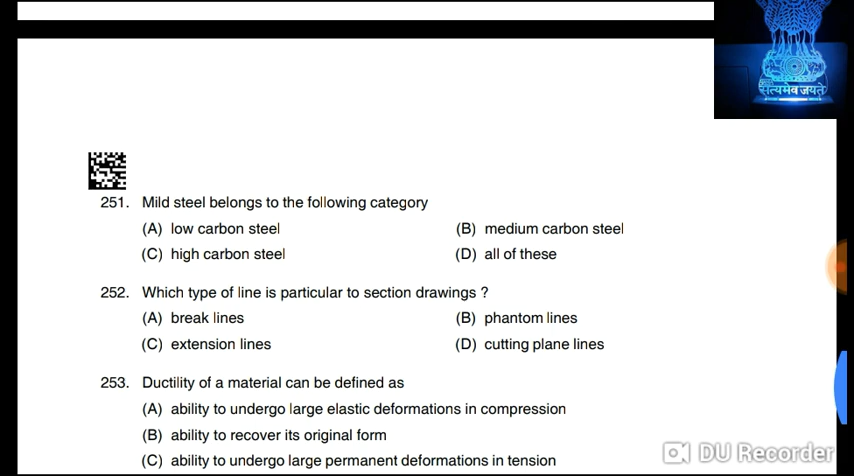 सत्यमेव जयते
251. Mild steel belongs to the following category
(A) low carbon steel (B) medium carbon steel
(C) high carbon steel (D) all of these
252. Which type of line is particular to section drawings ?
(A) break lines (B) phantom lines
(C) extension lines (D) cutting plane lines
253. Ductility of a material can be defined as
(A) ability to undergo large elastic deformations in compression
(B) ability to recover its original form
(C) ability to undergo large permanent deformations in tension
DU Recorder